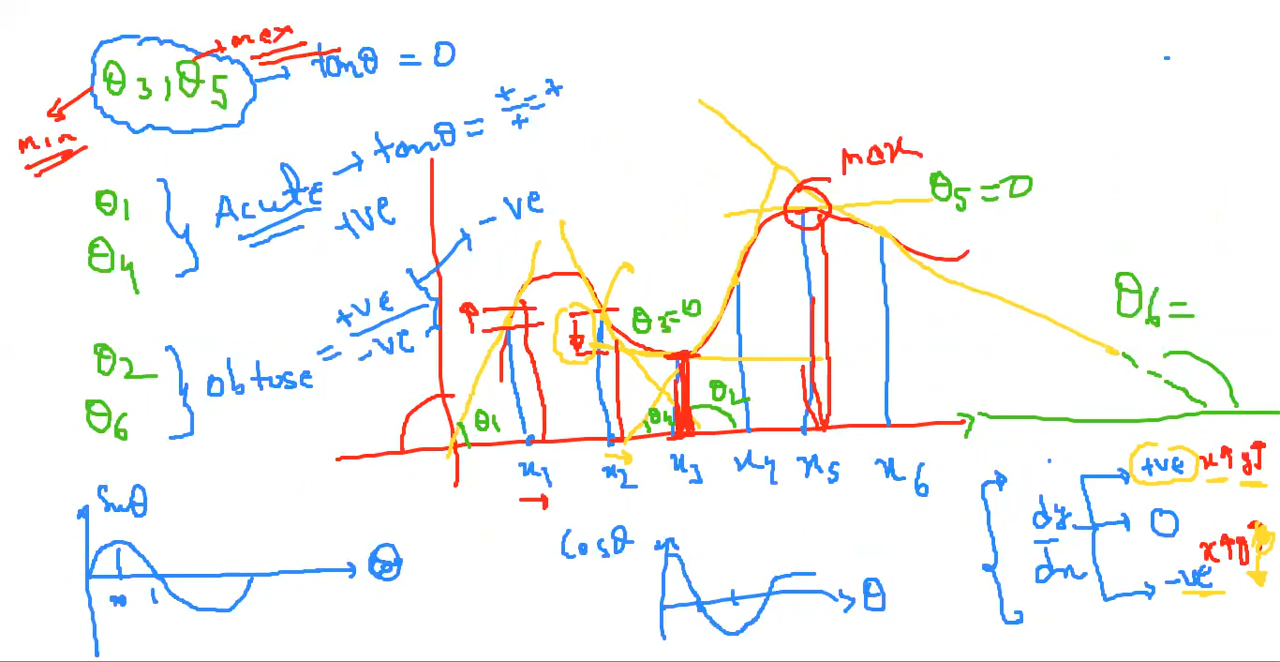 θ3, θ5 → max
→ tanθ = 0
min
θ1
θ4
Acute → tanθ = +/+ = +
+ve
θ2
θ6
obtuse = +ve/-ve
-ve
max
θ5 = 0
θ3 = 0
θ6 =
θ1
θ4
θ2
x1 x2 x3 x4 x5 x6
Sinθ
θ
Cosθ
θ
dy/dx
+ve x↑ y↑
0
-ve x↑ y